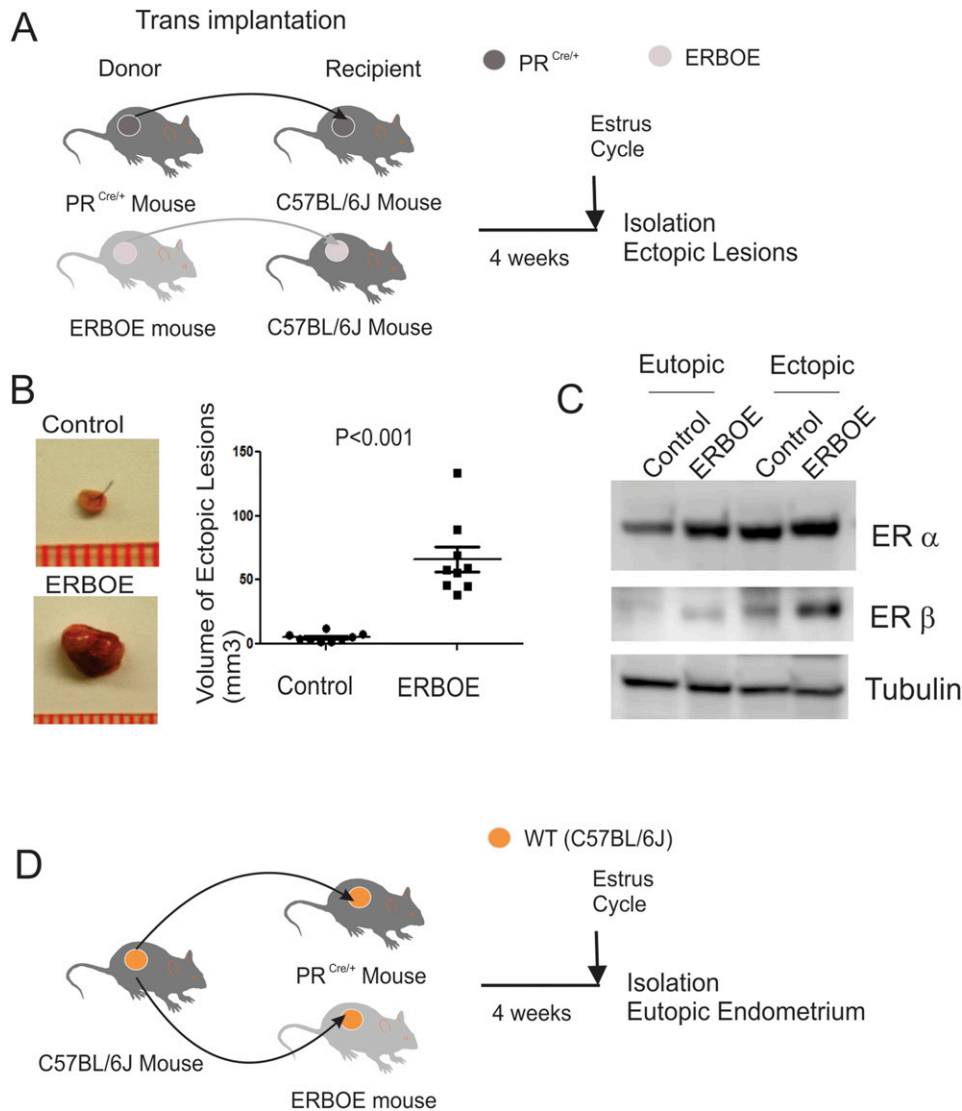 A
Trans implantation
Donor
Recipient
PR Cre/+
ERBOE
PR Cre/+ Mouse
C57BL/6J Mouse
ERBOE mouse
C57BL/6J Mouse
Estrus
Cycle
4 weeks
Isolation
Ectopic Lesions
B
Control
ERBOE
Volume of Ectopic Lesions
(mm3)
P<0.001
150
100
50
0
Control
ERBOE
C
Eutopic
Ectopic
Control
ERBOE
Control
ERBOE
ER α
ER β
Tubulin
D
WT (C57BL/6J)
C57BL/6J Mouse
PR Cre/+ Mouse
ERBOE mouse
Estrus
Cycle
4 weeks
Isolation
Eutopic Endometrium